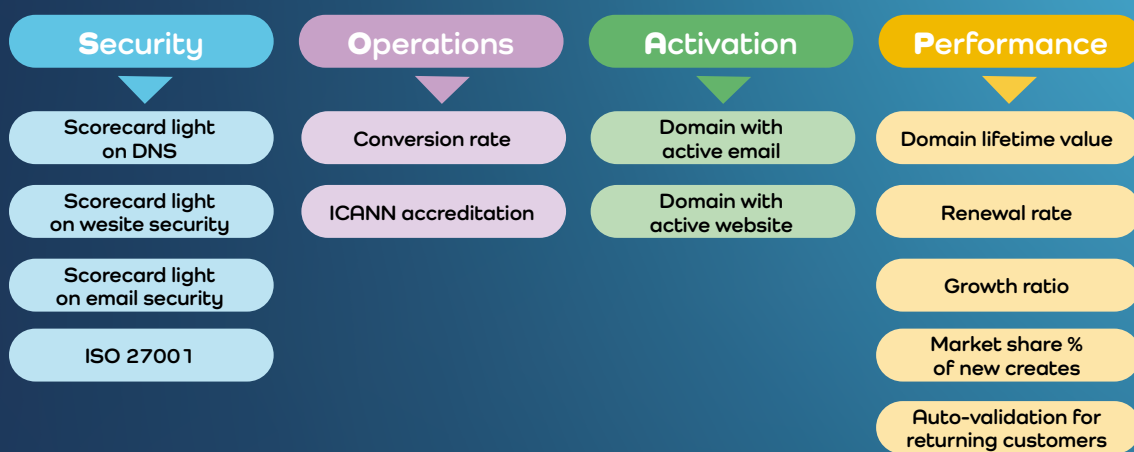 Security
Scorecard light
on DNS
Scorecard light
on wesite security
Scorecard light
on email security
ISO 27001
Operations
Conversion rate
ICANN accreditation
Activation
Domain with
active email
Domain with
active website
Performance
Domain lifetime value
Renewal rate
Growth ratio
Market share %
of new creates
Auto-validation for
returning customers